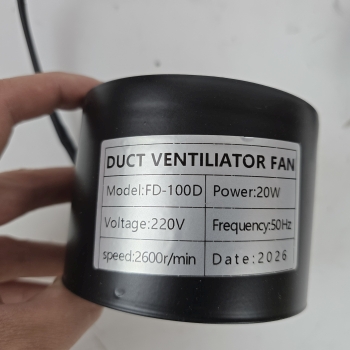 DUCT VENTILIATOR FAN
Model:FD-100D Power:20W
Voltage:220V Frequency:50Hz
speed:2600r/min Date:2026